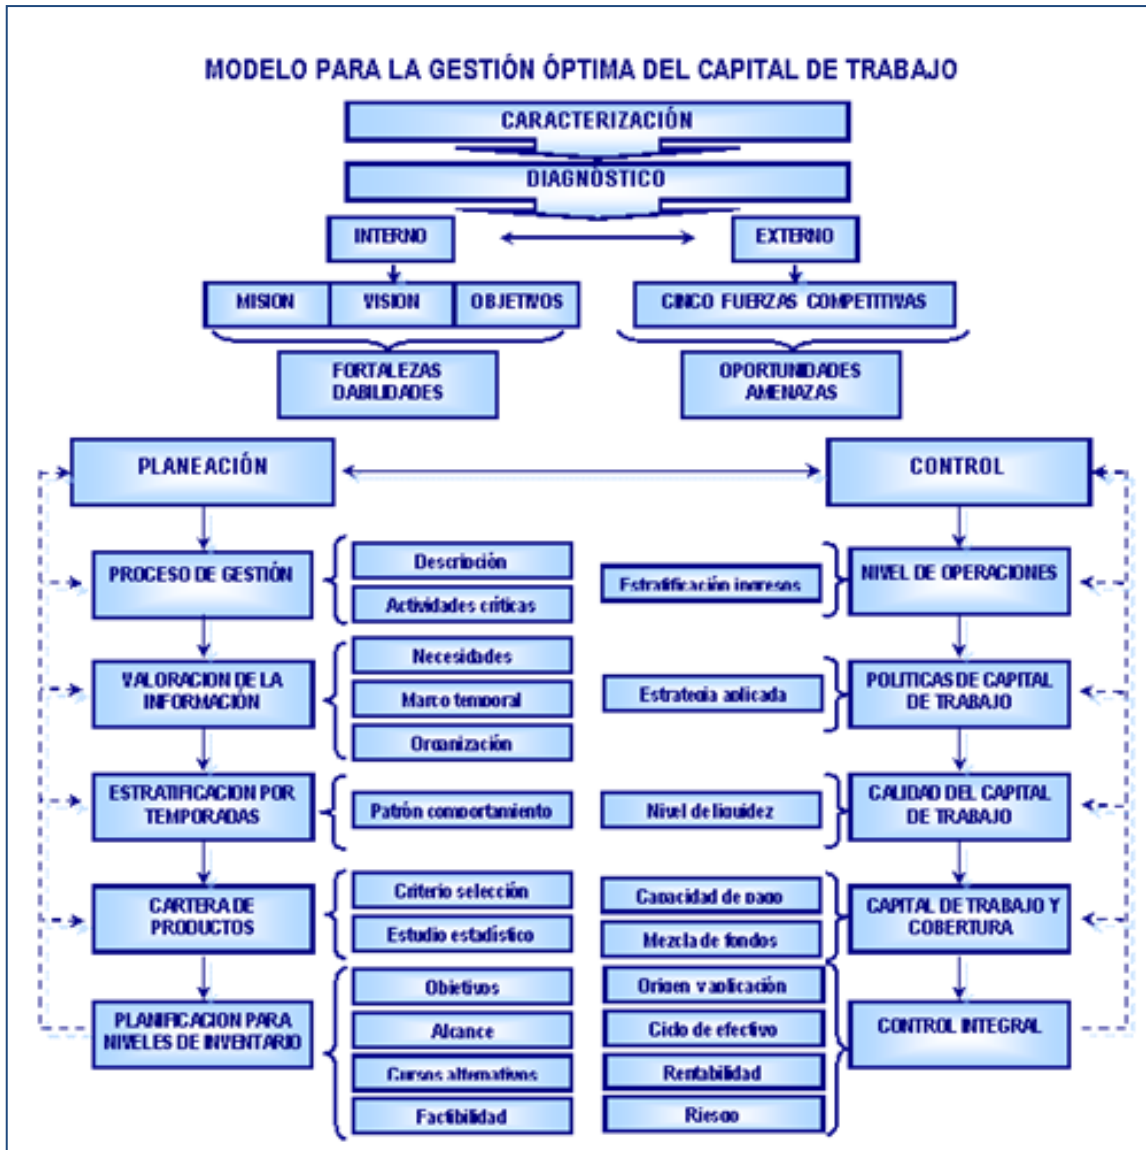 MODELO PARA LA GESTIÓN ÓPTIMA DEL CAPITAL DE TRABAJO
CARACTERIZACIÓN
DIAGNÓSTICO
INTERNO
EXTERNO
MISION
VISION
OBJETIVOS
CINCO FUERZAS COMPETITIVAS
FORTALEZAS
DABILIDADES
OPORTUNIDADES
AMENAZAS
PLANEACIÓN
CONTROL
PROCESO DE GESTIÓN
Descripción
Actividades críticas
Estratificación ingresos
NIVEL DE OPERACIONES
VALORACION DE LA
INFORMACIÓN
Necesidades
Marco temporal
Organización
Estrategia aplicada
POLITICAS DE CAPITAL
DE TRABAJO
ESTRATIFICACION POR
TEMPORADAS
Patrón comportamiento
Nivel de liquidez
CALIDAD DEL CAPITAL
DE TRABAJO
CARTERA DE
PRODUCTOS
Criterio selección
Estudio estadístico
Capacidad de pago
Mezcla de fondos
CAPITAL DE TRABAJO Y
COBERTURA
PLANIFICACION PARA
NIVELES DE INVENTARIO
Objetivos
Alcance
Cursos alternativos
Factibilidad
Origen y aplicación
Ciclo de efectivo
Rentabilidad
Riesgo
CONTROL INTEGRAL